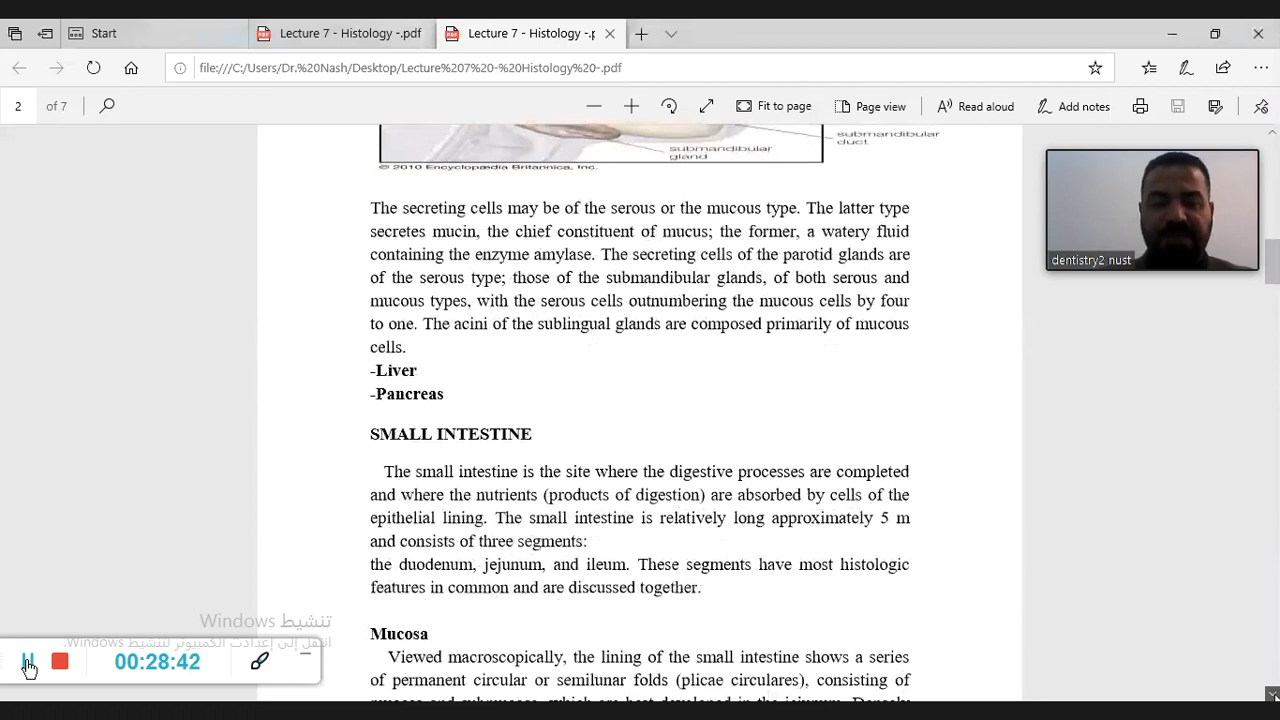 Start
Lecture 7 - Histology -.pdf
Lecture 7 - Histology -.p
file:///C:/Users/Dr.%20Nash/Desktop/Lecture%207%20-%20Histology%20-.pdf
2 of 7
Fit to page
Page view
Read aloud
Add notes
submandibular
duct
submandibular
gland
© 2010 Encyclopædia Britannica, Inc.
dentistry2 nust
The secreting cells may be of the serous or the mucous type. The latter type
secretes mucin, the chief constituent of mucus; the former, a watery fluid
containing the enzyme amylase. The secreting cells of the parotid glands are
of the serous type; those of the submandibular glands, of both serous and
mucous types, with the serous cells outnumbering the mucous cells by four
to one. The acini of the sublingual glands are composed primarily of mucous
cells.
-Liver
-Pancreas
SMALL INTESTINE
The small intestine is the site where the digestive processes are completed
and where the nutrients (products of digestion) are absorbed by cells of the
epithelial lining. The small intestine is relatively long approximately 5 m
and consists of three segments:
the duodenum, jejunum, and ileum. These segments have most histologic
features in common and are discussed together.
Mucosa
Viewed macroscopically, the lining of the small intestine shows a series
of permanent circular or semilunar folds (plicae circulares), consisting of
تنشيط Windows
انتقل إلى إعدادات الكمبيوتر لتنشيط Windows.
00:28:42